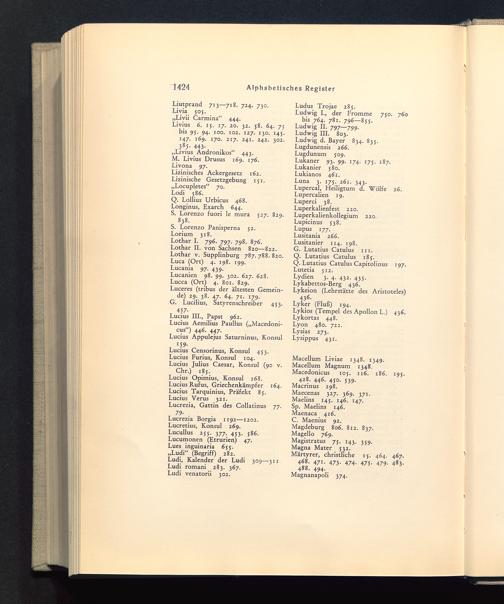 1424
Alphabetisches Register
Liutprand 713—718. 724. 730.
Livia 505.
„Livii Carmina“ 444.
Livius 6. 15. 17. 20. 32. 58. 64. 75
bis 95. 94. 100. 102. 127. 130. 145.
147. 169. 170. 217. 241. 242. 302.
385. 443.
„Livius Andronikos“ 443.
M. Livius Drusus 169. 176.
Livona 97.
Lizinisches Ackergesetz 162.
Lizinische Gesetzgebung 151.
„Locupletes“ 70.
Lodi 586.
Q. Lollius Urbicus 468.
Longinus, Exarch 644.
S. Lorenzo fuori le mura 527. 829.
838.
S. Lorenzo Panisperna 52.
Lorium 318.
Lothar I. 796. 797. 798. 876.
Lothar II. von Sachsen 820—822.
Lothar v. Supplinburg 787. 788. 820.
Luca (Ort) 4. 198. 199.
Lucania 97. 439.
Lucanien 98. 99. 302. 627. 628.
Lucca (Ort) 4. 801. 829.
Luceres (tribus der ältesten Gemeinde)
29. 38. 47. 64. 71. 179.
G. Lucilius, Satyrenschreiber 453.
457.
Lucius III., Papst 962.
Lucius Aemilius Paullus („Macedonicus“)
446. 447.
Lucius Appulejus Saturninus, Konsul
159.
Lucius Censorinus, Konsul 453.
Lucius Furius, Konsul 104.
Lucius Julius Caesar, Konsul (90 v.
Chr.) 185.
Lucius Opimius, Konsul 168.
Lucius Rufus, Griechenkämpfer 164.
Lucius Tarquinius, Präfekt 85.
Lucius Verus 321.
Lucrezia, Gattin des Collatinus 77.
79.
Lucrezia Borgia 1192—1202.
Lucretius, Konsul 269.
Lucullus 255. 377. 453. 586.
Lucumonen (Etrurien) 47.
Lues inguinaria 655.
„Ludi“ (Begriff) 282.
Ludi, Kalender der Ludi 309—311
Ludi romani 283. 367.
Ludi venatorii 302.
Ludus Trojae 285.
Ludwig I., der Fromme 750. 760
bis 764. 781. 796—855.
Ludwig II. 797—799.
Ludwig III. 803.
Ludwig d. Bayer 834. 835.
Lugdunensis 266.
Lugdunum 509.
Lukaner 93. 99. 174. 175. 187.
Lukanier 580.
Lukianos 461.
Luna 3. 175. 261. 343.
Lupercal, Heiligtum d. Wölfe 26.
Lupercalien 19.
Luperci 38.
Luperkalienfest 220.
Luperkalienkollegium 220.
Lupicinus 538.
Lupus 177.
Lusitania 266.
Lusitanier 114. 198.
G. Lutatius Catulus 111.
Q. Lutatius Catulus 185.
Q. Lutatius Catulus Capitolinus 197.
Lutetia 512.
Lydien 3. 4. 432. 435.
Lykabettos-Berg 436.
Lykeion (Lehrstätte des Aristoteles)
436.
Lyker (Fluß) 194.
Lykios (Tempel des Apollon L.) 436.
Lykortas 448.
Lyon 486. 722.
Lysias 273.
Lysippus 431.
Macellum Liviae 1348. 1349.
Macellum Magnum 1348.
Macedonicus 105. 116. 186. 195.
428. 446. 450. 539.
Macrinus 298.
Maecenas 327. 369. 371.
Maelius 145. 146. 147.
Sp. Maelius 146.
Maenaca 416.
C. Maenius 92.
Magdeburg 806. 812. 837.
Magello 769.
Magistratus 75. 143. 359.
Magna Mater 532.
Märtyrer, christliche 15. 464. 467.
468. 471. 473. 474. 475. 479. 483.
488. 494.
Magnanapoli 374.